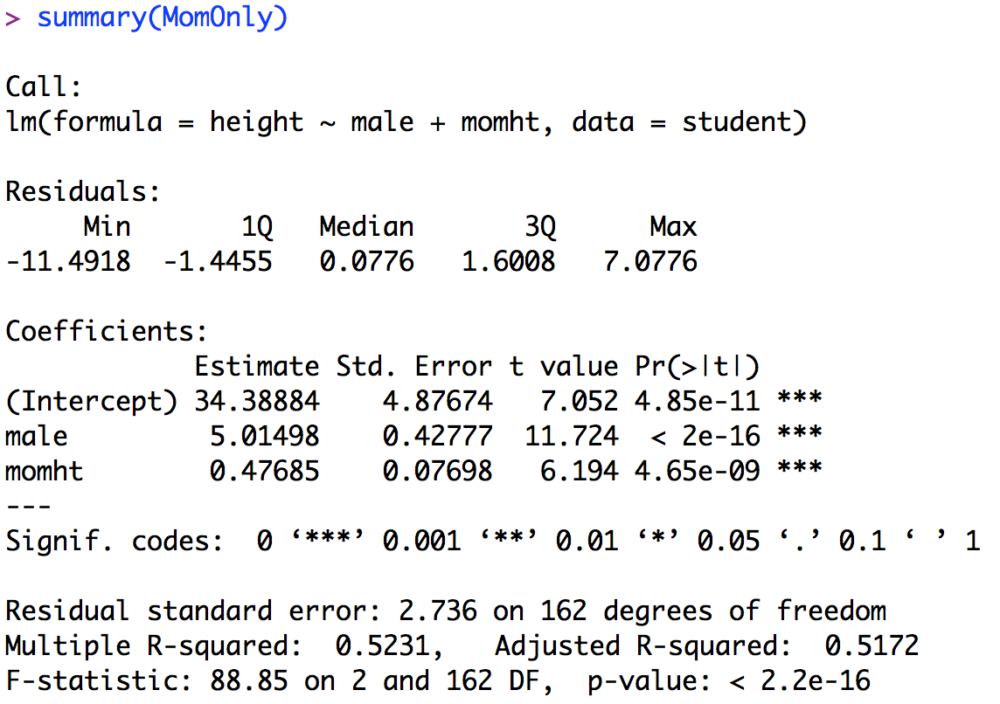 > summary(MomOnly)
Call:
lm(formula = height ~ male + momht, data = student)
Residuals:
Min 1Q Median 3Q Max
-11.4918 -1.4455 0.0776 1.6008 7.0776
Coefficients:
Estimate Std. Error t value Pr(>|t|)
(Intercept) 34.38884 4.87674 7.052 4.85e-11 ***
male 5.01498 0.42777 11.724 < 2e-16 ***
momht 0.47685 0.07698 6.194 4.65e-09 ***
---
Signif. codes: 0 ‘***’ 0.001 ‘**’ 0.01 ‘*’ 0.05 ‘.’ 0.1 ‘ ’ 1
Residual standard error: 2.736 on 162 degrees of freedom
Multiple R-squared: 0.5231, Adjusted R-squared: 0.5172
F-statistic: 88.85 on 2 and 162 DF, p-value: < 2.2e-16